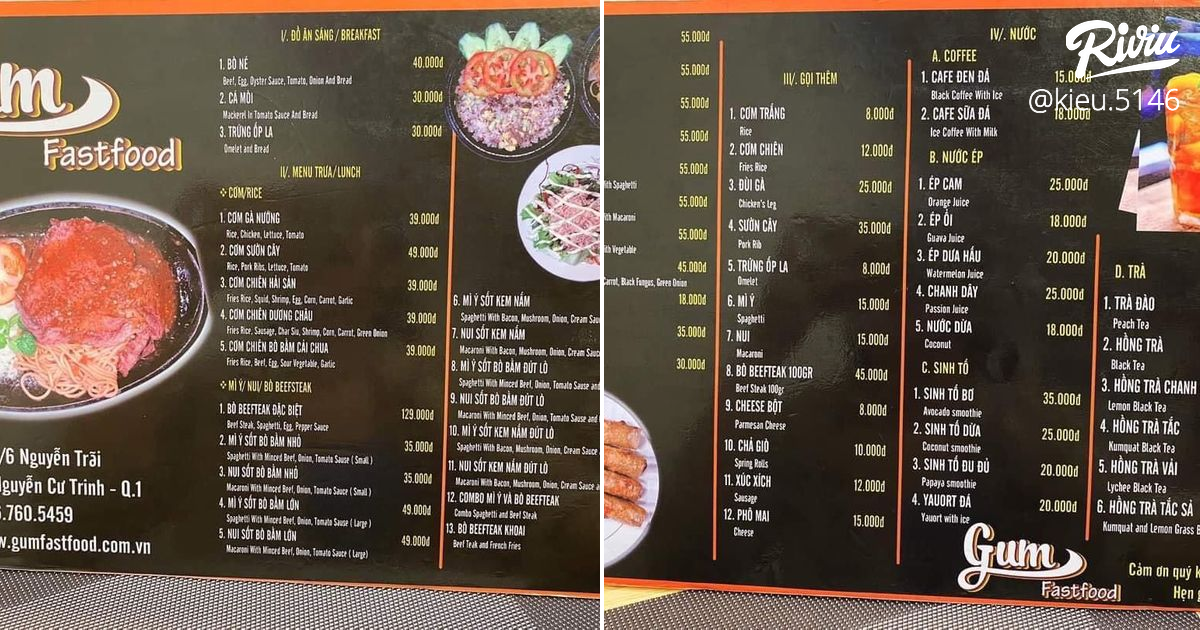 um
Fastfood
/6 Nguyễn Trãi
Nguyễn Cư Trinh - Q.1
.760.5459
w.gumfastfood.com.vn
I/. ĐỒ ĂN SÁNG / BREAKFAST
1. BÒ NÉ 40.000đ
Beef, Egg, Oyster Sauce, Tomato, Onion And Bread
2. CÁ MÒI 30.000đ
Mackerel In Tomato Sauce And Bread
3. TRỨNG ỐP LA 30.000đ
Omelet and Bread
II/. MENU TRƯA/LUNCH
CƠM/RICE
1. CƠM GÀ NƯỚNG 39.000đ
Rice, Chicken, Lettuce, Tomato
2. CƠM SƯỜN CÂY 49.000đ
Rice, Pork Ribs, Lettuce, Tomato
3. CƠM CHIÊN HẢI SẢN 39.000đ
Fries Rice, Squid, Shrimp, Egg, Corn, Carrot, Garlic
4. CƠM CHIÊN DƯƠNG CHÂU 39.000đ
Fries Rice, Sausage, Char Siu, Shrimp, Corn, Carrot, Green Onion
5. CƠM CHIÊN BÒ BẰM CẢI CHUA 39.000đ
Fries Rice, Beef, Egg, Sour Vegetable, Garlic
MÌ Ý/ NUI/ BÒ BEEFSTEAK
1. BÒ BEEFTEAK ĐẶC BIỆT 129.000đ
Beef Steak, Spaghetti, Egg, Pepper Sauce
2. MÌ Ý SỐT BÒ BẰM NHỎ 35.000đ
Spaghetti With Minced Beef, Onion, Tomato Sauce ( Small )
3. NUI SỐT BÒ BẰM NHỎ 35.000đ
Macaroni With Minced Beef, Onion, Tomato Sauce ( Small )
4. MÌ Ý SỐT BÒ BẰM LỚN 49.000đ
Spaghetti With Minced Beef, Onion, Tomato Sauce ( Large )
5. NUI SỐT BÒ BẰM LỚN 49.000đ
Macaroni With Minced Beef, Onion, Tomato Sauce ( Large)
6. MÌ Ý SỐT KEM NẤM
Spaghetti With Bacon, Mushroom, Onion, Cream Sau
7. NUI SỐT KEM NẤM
Macaroni With Bacon, Mushroom, Onion, Cream Sauc
8. MÌ Ý SỐT BÒ BẰM ĐÚT LÒ
Spaghetti With Minced Beef, Onion, Tomato Sauce and
9. NUI SỐT BÒ BẰM ĐÚT LÒ
Macaroni With Minced Beef, Onion, Tomato Sauce and
10. MÌ Ý SỐT KEM NẤM ĐÚT LÒ
Spaghetti With Bacon, Mushroom, Onion, Cream Sauce
11. NUI SỐT KEM NẤM ĐÚT LÒ
Macaroni With Bacon, Mushroom, Onion, Cream Sauce a
12. COMBO MÌ Ý VÀ BÒ BEEFTEAK
Combo Spaghetti and Beef Steak
13. BÒ BEEFTEAK KHOAI
Beef Teak and French Fries
55.000đ
55.000đ
55.000đ
55.000đ
55.000đ
ith Spaghetti
55.000đ
ith Macaroni
55.000đ
ith Vegetable
45.000đ
arrot, Black Fungus, Green Onion
18.000đ
35.000đ
30.000đ
III/. GỌI THÊM
1. CƠM TRẮNG 8.000đ
Rice
2. CƠM CHIÊN 12.000đ
Fries Rice
3. ĐÙI GÀ 25.000đ
Chicken's Leg
4. SƯỜN CÂY 35.000đ
Pork Rib
5. TRỨNG ỐP LA 8.000đ
Omelet
6. MÌ Ý 15.000đ
Spaghetti
7. NUI 15.000đ
Macaroni
8. BÒ BEEFTEAK 100GR 45.000đ
Beef Steak 100gr
9. CHEESE BỘT 8.000đ
Parmesan Cheese
10. CHẢ GIÒ 10.000đ
Spring Rolls
11. XÚC XÍCH 12.000đ
Sausage
12. PHÔ MAI 15.000đ
Cheese
IV/. NƯỚC
A. COFFEE
1. CAFE ĐEN ĐÁ 15.000đ
Black Coffee With Ice
2. CAFE SỮA ĐÁ 18.000đ
Ice Coffee With Milk
B. NƯỚC ÉP
1. ÉP CAM 25.000đ
Orange Juice
2. ÉP ỔI 18.000đ
Guava Juice
3. ÉP DƯA HẤU 20.000đ
Watermelon Juice
4. CHANH DÂY 25.000đ
Passion Juice
5. NƯỚC DỪA 18.000đ
Coconut
C. SINH TỐ
1. SINH TỐ BƠ 35.000đ
Avocado smoothie
2. SINH TỐ DỪA 25.000đ
Coconut smoothie
3. SINH TỐ ĐU ĐỦ 20.000đ
Papaya smoothie
4. YAUORT ĐÁ 20.000đ
Yauort with ice
D. TRÀ
1. TRÀ ĐÀO
Peach Tea
2. HỒNG TRÀ
Black Tea
3. HỒNG TRÀ CHANH
Lemon Black Tea
4. HỒNG TRÀ TẮC
Kumquat Black Tea
5. HỒNG TRÀ VẢI
Lychee Black Tea
6. HỒNG TRÀ TẮC SẢ
Kumquat and Lemon Grass B
Gum
Fastfood
Cảm ơn quý k
Hẹn g
Riviu
@kieu.5146